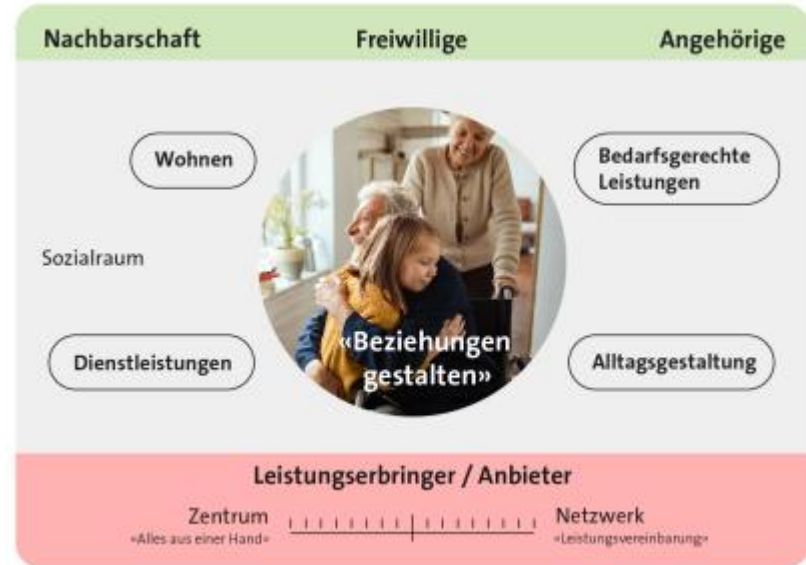 Nachbarschaft Freiwillige Angehörige
Wohnen
Bedarfsgerechte
Leistungen
Sozialraum
«Beziehungen
gestalten»
Dienstleistungen
Alltagsgestaltung
Leistungserbringer / Anbieter
Zentrum
«Alles aus einer Hand»
Netzwerk
«Leistungsvereinbarung»